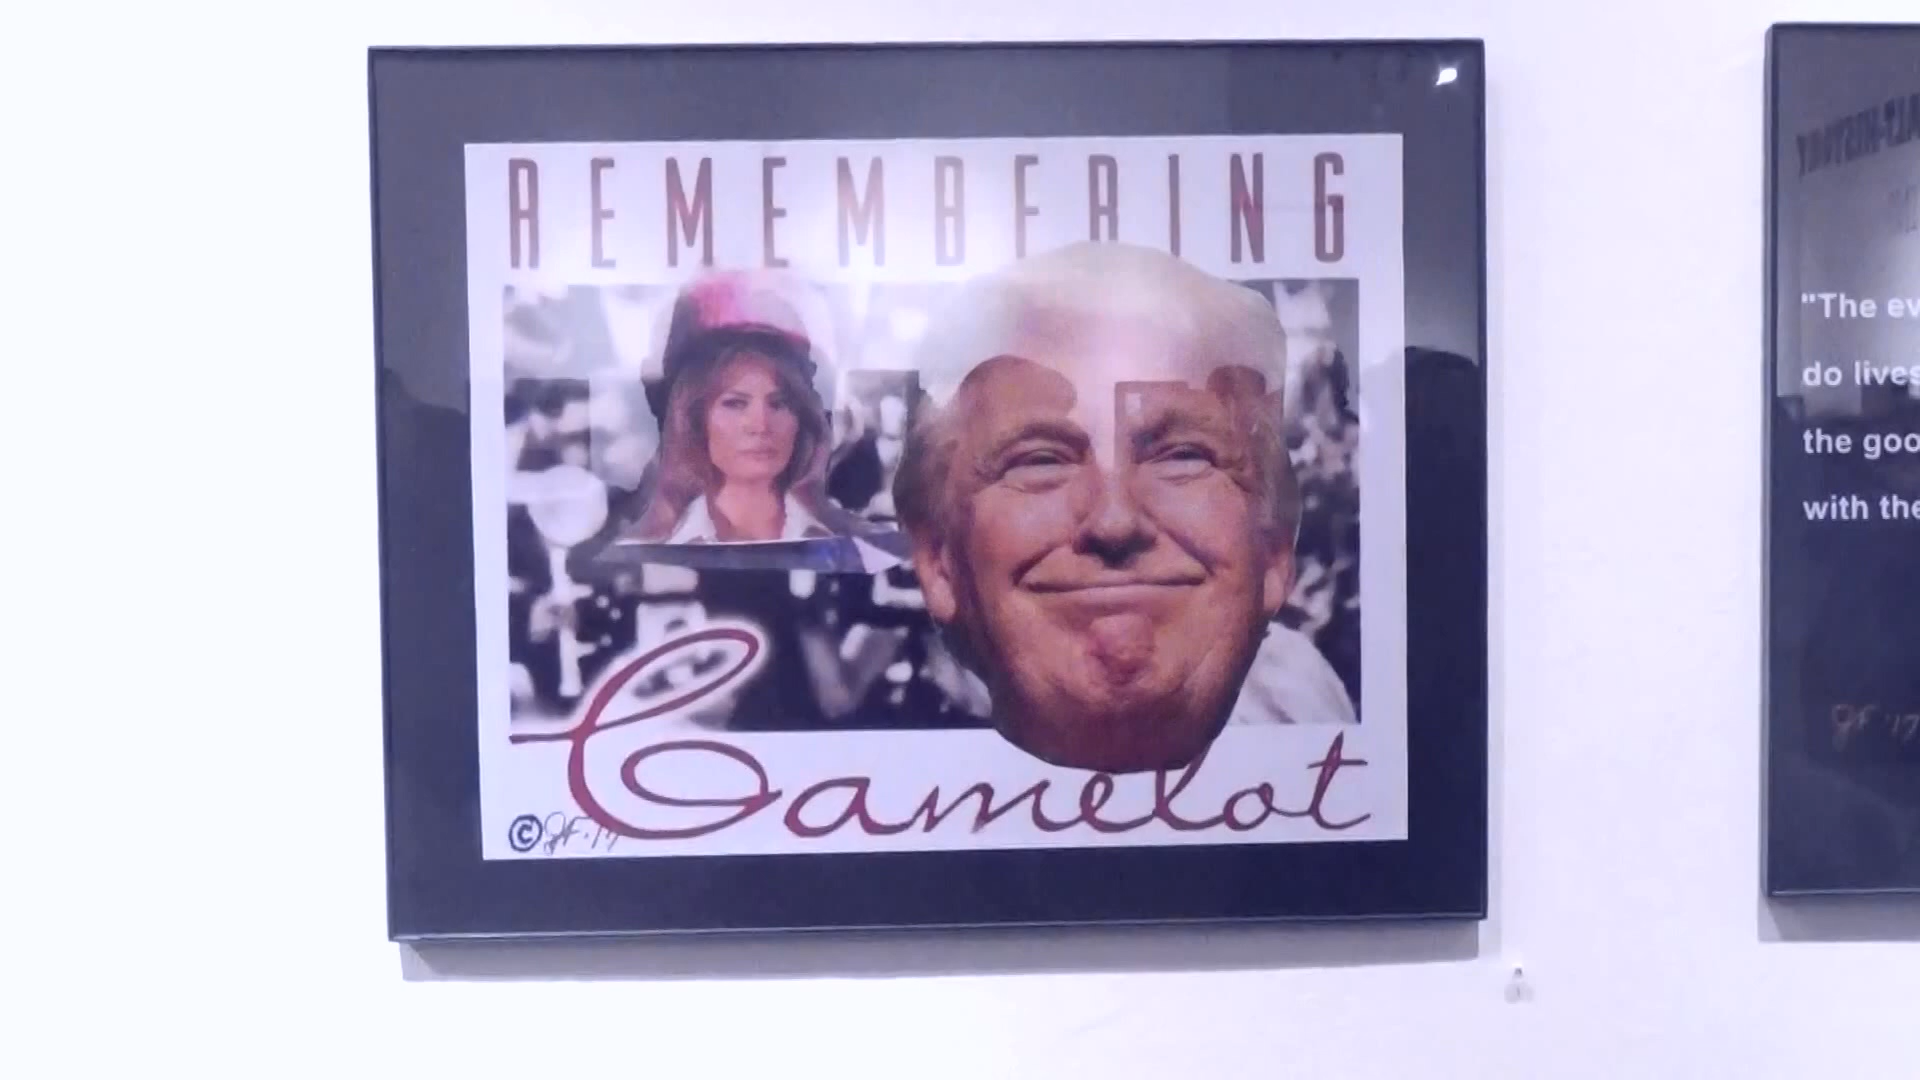 REMEMBERING
Camelot
©
"The ev
do lives
the goo
with the